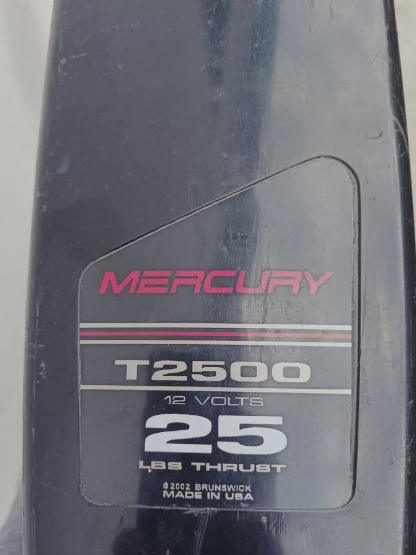 MERCURY
T2500
12 VOLTS
25
LBS THRUST
©2002 BRUNSWICK
MADE IN USA